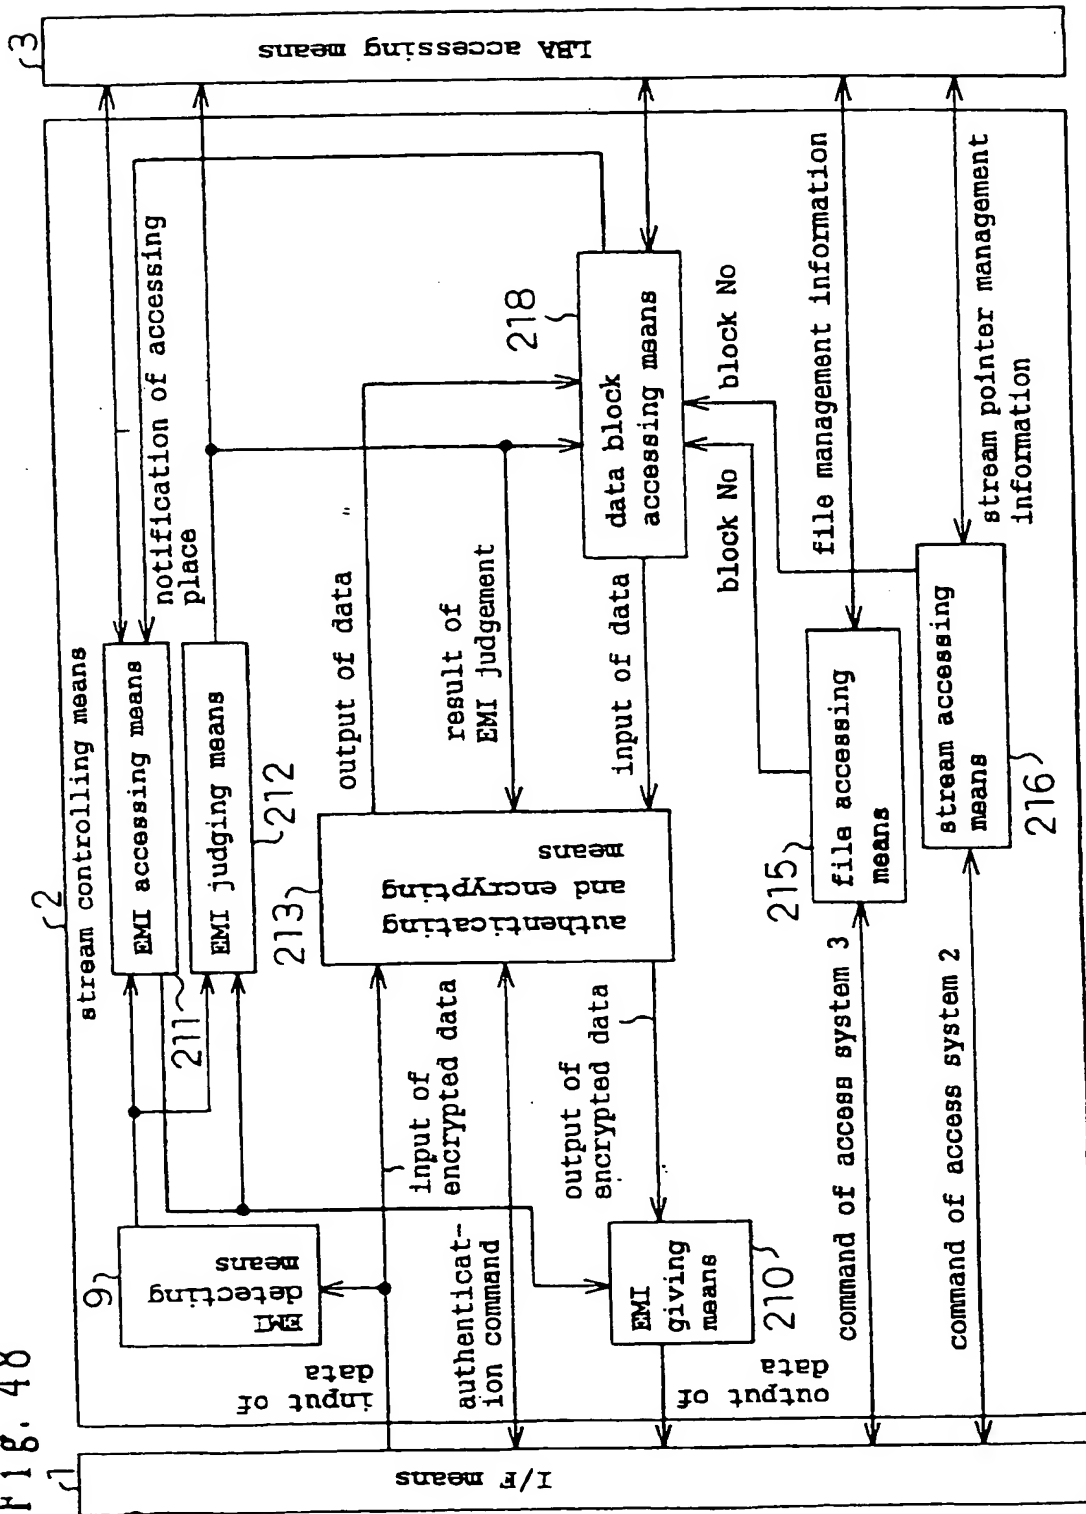 Fig. 48
1
I/F means
2
stream controlling means
3
LBA accessing means
9
EMI
detecting
means
input of
data
211
EMI accessing means
EMI judging means
212
notification of accessing
place
213
authenticating
and encrypting
means
input of
encrypted data
authenticat-
ion command
output of
encrypted data
output of data
result of
EMI judgement
input of data
218
data block
accessing means
block No
block No
EMI
giving
means
210
output of
data
215
file accessing
means
file management information
command of access system 3
stream accessing
means
216
stream pointer management
information
command of access system 2